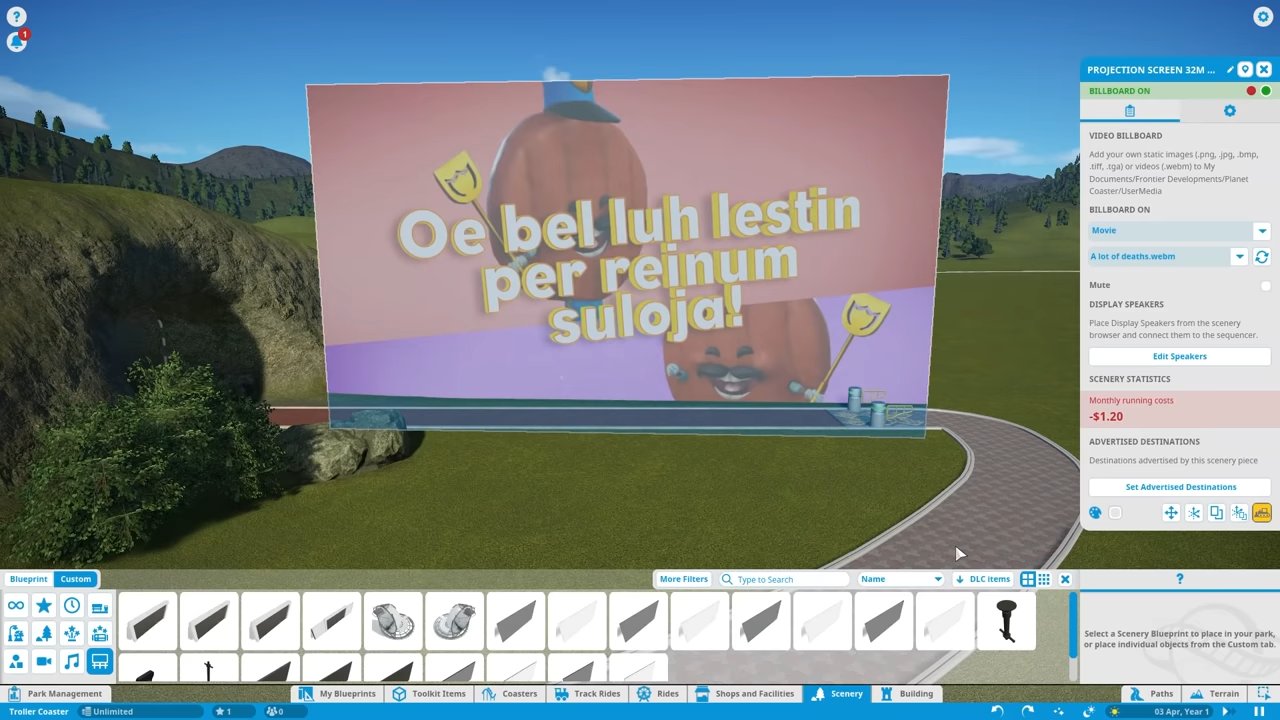 1
Oe bel luh lestin
per reinum
suloja!
PROJECTION SCREEN 32M ...
BILLBOARD ON
VIDEO BILLBOARD
Add your own static images (.png, .jpg, .bmp,
.tiff, .tga) or videos (.webm) to My
Documents/Frontier Developments/Planet
Coaster/UserMedia
BILLBOARD ON
Movie
A lot of deaths.webm
Mute
DISPLAY SPEAKERS
Place Display Speakers from the scenery
browser and connect them to the sequencer.
Edit Speakers
SCENERY STATISTICS
Monthly running costs
-$1.20
ADVERTISED DESTINATIONS
Destinations advertised by this scenery piece
Set Advertised Destinations
Blueprint Custom
More Filters Type to Search Name DLC items
Select a Scenery Blueprint to place in your park,
or place individual objects from the Custom tab.
Park Management My Blueprints Toolkit Items Coasters Track Rides Rides Shops and Facilities Scenery Building Paths Terrain
Troller Coaster Unlimited 1 0 03 Apr, Year 1